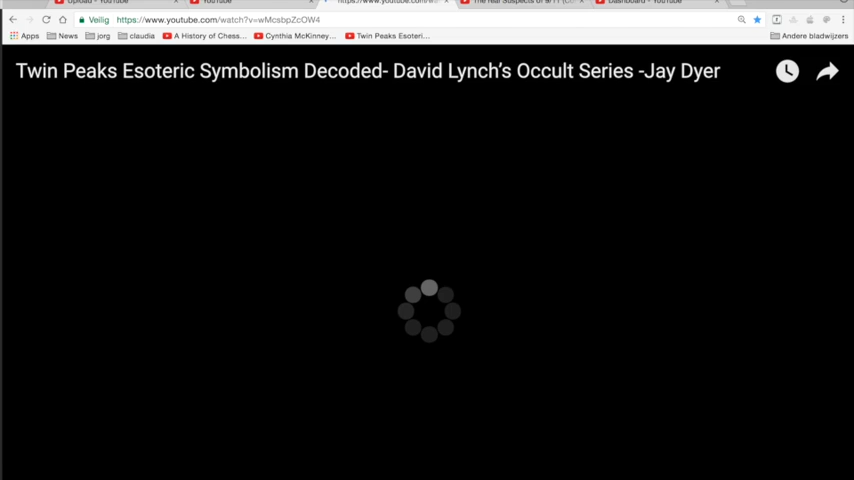 Upload - YouTube
YouTube
https://www.youtube.com/wa
The Real Suspects of 9/11 (Co
Dashboard - YouTube
Veilig
https://www.youtube.com/watch?v=wMcsbpZcOW4
Apps
News
jorg
claudia
A History of Chess...
Cynthia McKinney...
Twin Peaks Esoteri...
Andere bladwijzers
Twin Peaks Esoteric Symbolism Decoded- David Lynch's Occult Series -Jay Dyer